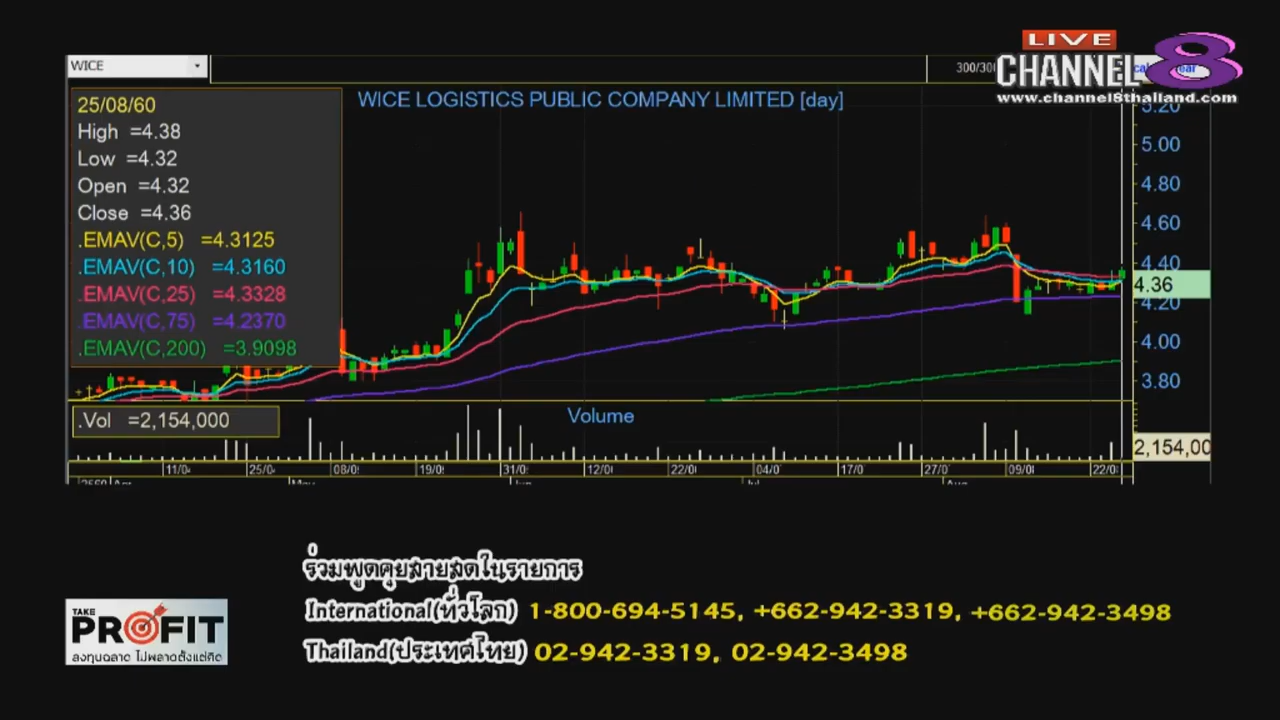 LIVE
CHANNEL 8
www.channel8thailand.com
WICE
WICE LOGISTICS PUBLIC COMPANY LIMITED [day]
25/08/60
High =4.38
Low =4.32
Open =4.32
Close =4.36
.EMAV(C,5) =4.3125
.EMAV(C,10) =4.3160
.EMAV(C,25) =4.3328
.EMAV(C,75) =4.2370
.EMAV(C,200) =3.9098
5.20
5.00
4.80
4.60
4.40
4.36
4.20
4.00
3.80
.Vol =2,154,000
Volume
2,154,00
11/0 25/0 08/0 19/0 31/0 12/0 22/0 04/0 17/0 27/0 09/0 22/0
ร่วมพูดคุยสายสดในรายการ
International(ทั่วโลก) 1-800-694-5145, +662-942-3319, +662-942-3498
Thailand(ประเทศไทย) 02-942-3319, 02-942-3498
TAKE
PROFIT
ลงทุนฉลาด ไม่พลาดตั้งแต่คิด